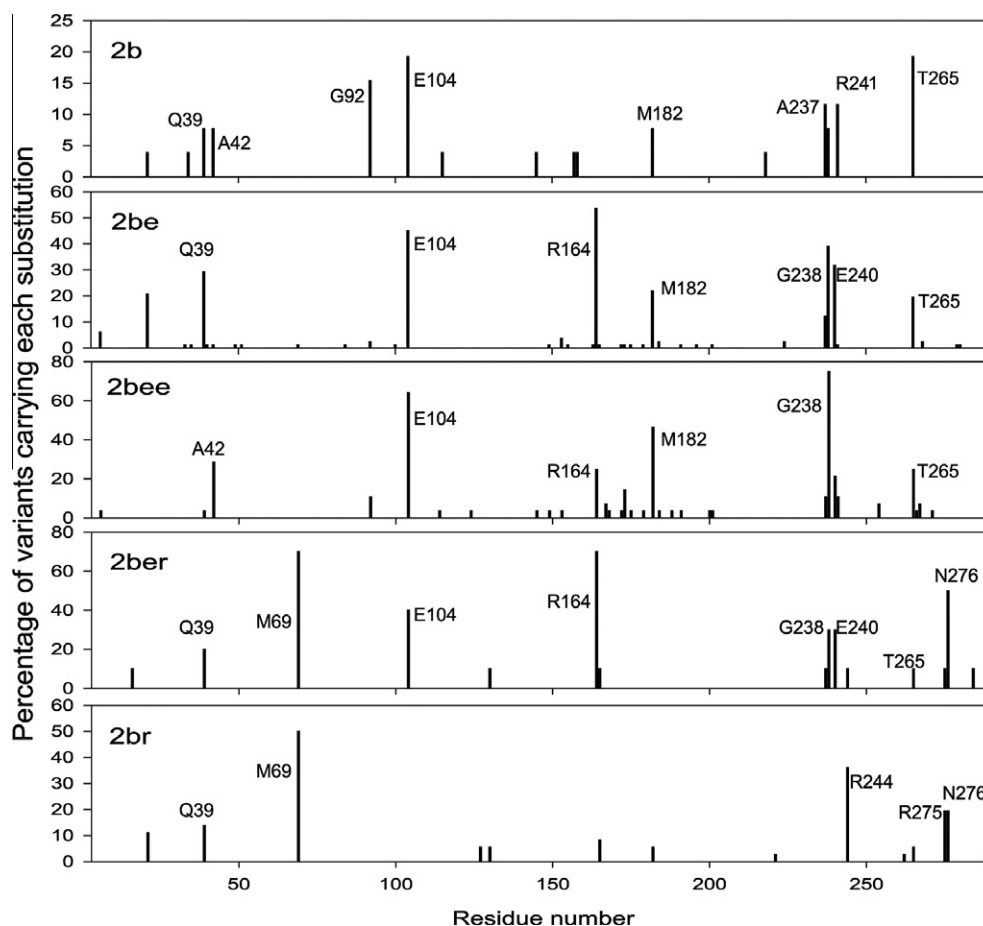 Percentage of variants carrying each substitution
25
20
15
10
5
0
2b
Q39
A42
G92
E104
M182
A237
R241
T265
60
50
40
30
20
10
0
2be
Q39
E104
R164
M182
G238
E240
T265
80
60
40
20
0
2bee
A42
E104
R164
M182
G238
T265
80
60
40
20
0
2ber
Q39
M69
E104
R164
G238
E240
T265
N276
60
50
40
30
20
10
0
2br
Q39
M69
R244
R275
N276
50
100
150
200
250
Residue number